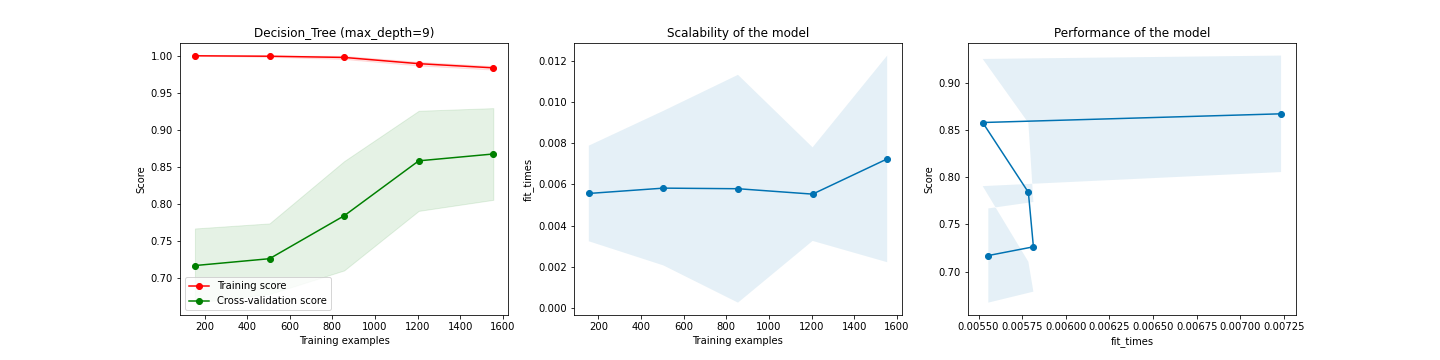 Decision_Tree (max_depth=9)
Score
1.00
0.95
0.90
0.85
0.80
0.75
0.70
Training score
Cross-validation score
200 400 600 800 1000 1200 1400 1600
Training examples
Scalability of the model
fit_times
0.012
0.010
0.008
0.006
0.004
0.002
0.000
200 400 600 800 1000 1200 1400 1600
Training examples
Performance of the model
Score
0.90
0.85
0.80
0.75
0.70
0.00550 0.00575 0.00600 0.00625 0.00650 0.00675 0.00700 0.00725
fit_times